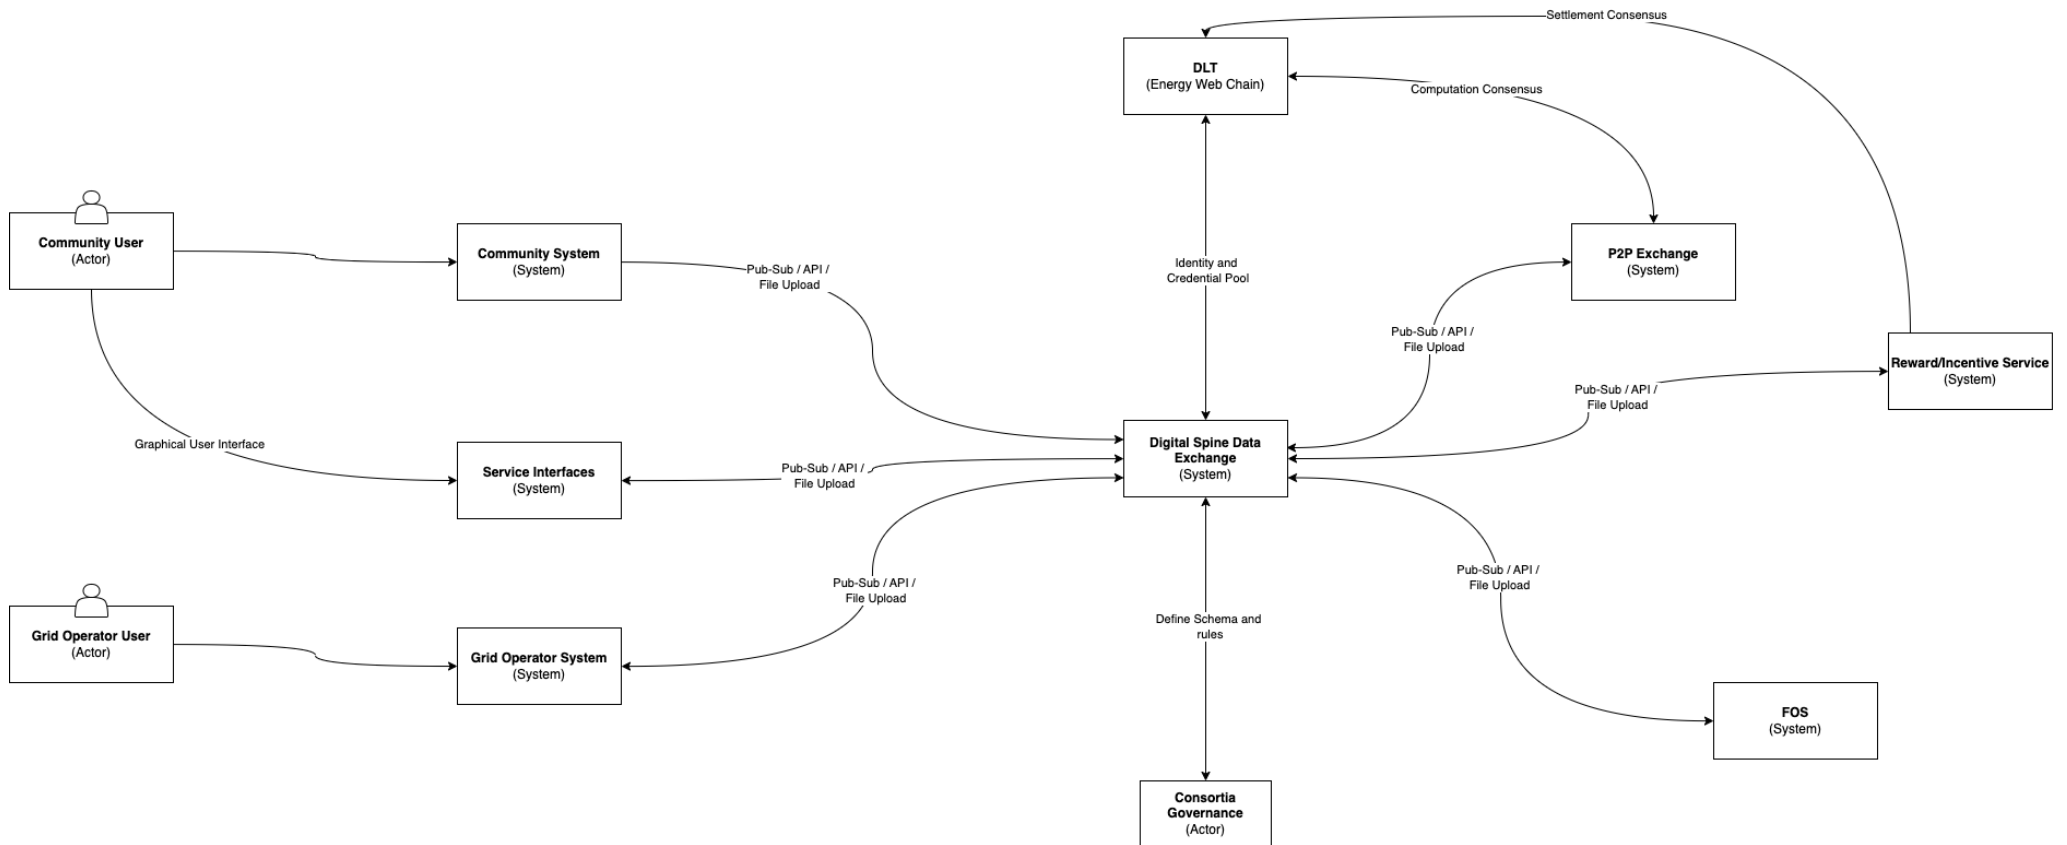 Settlement Consensus
DLT
(Energy Web Chain)
Computation Consensus
Community User
(Actor)
Community System
(System)
Pub-Sub / API /
File Upload
Identity and
Credential Pool
P2P Exchange
(System)
Pub-Sub / API /
File Upload
Reward/Incentive Service
(System)
Pub-Sub / API /
File Upload
Graphical User Interface
Service Interfaces
(System)
Pub-Sub / API /
File Upload
Digital Spine Data
Exchange
(System)
Pub-Sub / API /
File Upload
Pub-Sub / API /
File Upload
Grid Operator User
(Actor)
Grid Operator System
(System)
Define Schema and
rules
FOS
(System)
Consortia
Governance
(Actor)